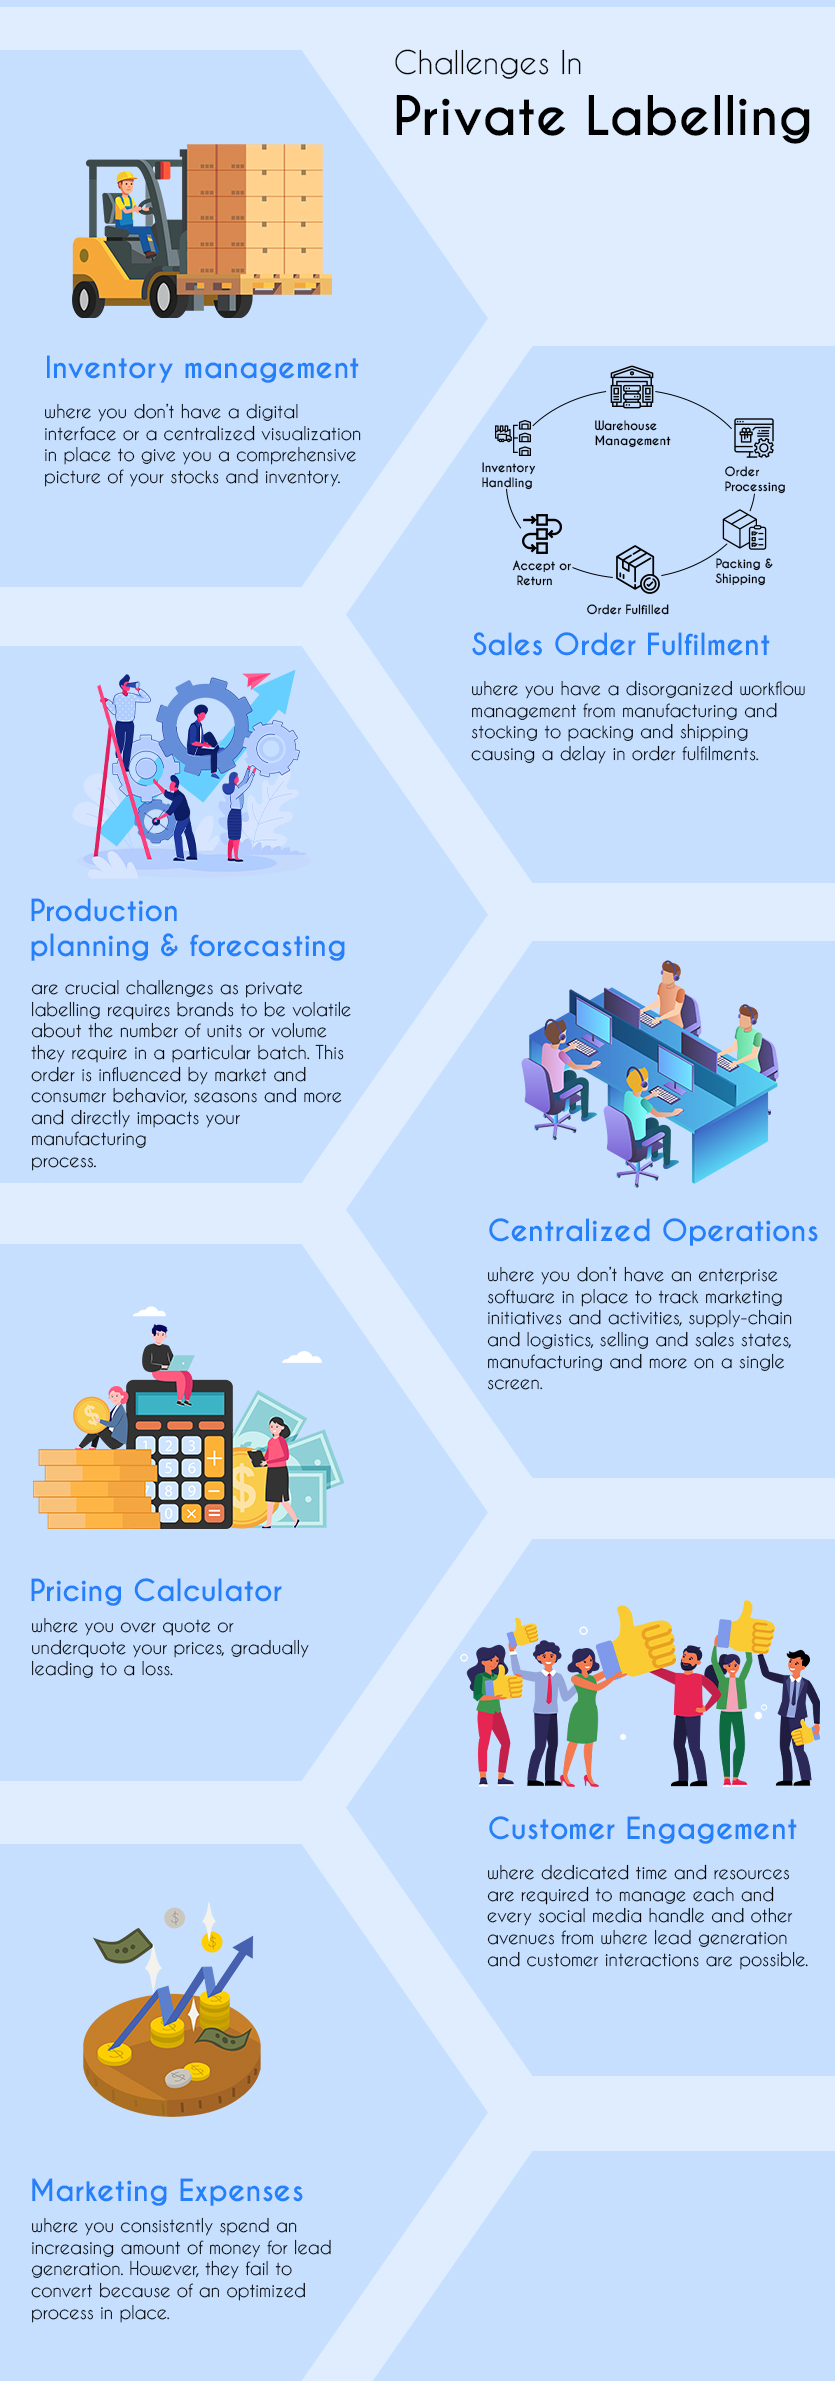 Challenges In
Private Labelling
Inventory management
where you don't have a digital
interface or a centralized visualization
in place to give you a comprehensive
picture of your stocks and inventory.
Warehouse
Management
Inventory
Handling
Order
Processing
Accept or
Return
Packing &
Shipping
Order Fulfilled
Sales Order Fulfilment
where you have a disorganized workflow
management from manufacturing and
stocking to packing and shipping
causing a delay in order fulfilments.
Production
planning & forecasting
are crucial challenges as private
labelling requires brands to be volatile
about the number of units or volume
they require in a particular batch. This
order is influenced by market and
consumer behavior, seasons and more
and directly impacts your
manufacturing
process.
Centralized Operations
where you don't have an enterprise
software in place to track marketing
initiatives and activities, supply-chain
and logistics, selling and sales states,
manufacturing and more on a single
screen.
$
1 2 3 +
5 6
8 9 −
0 × =
$
Pricing Calculator
where you over quote or
underquote your prices, gradually
leading to a loss.
Customer Engagement
where dedicated time and resources
are required to manage each and
every social media handle and other
avenues from where lead generation
and customer interactions are possible.
$
$
Marketing Expenses
where you consistently spend an
increasing amount of money for lead
generation. However, they fail to
convert because of an optimized
process in place.